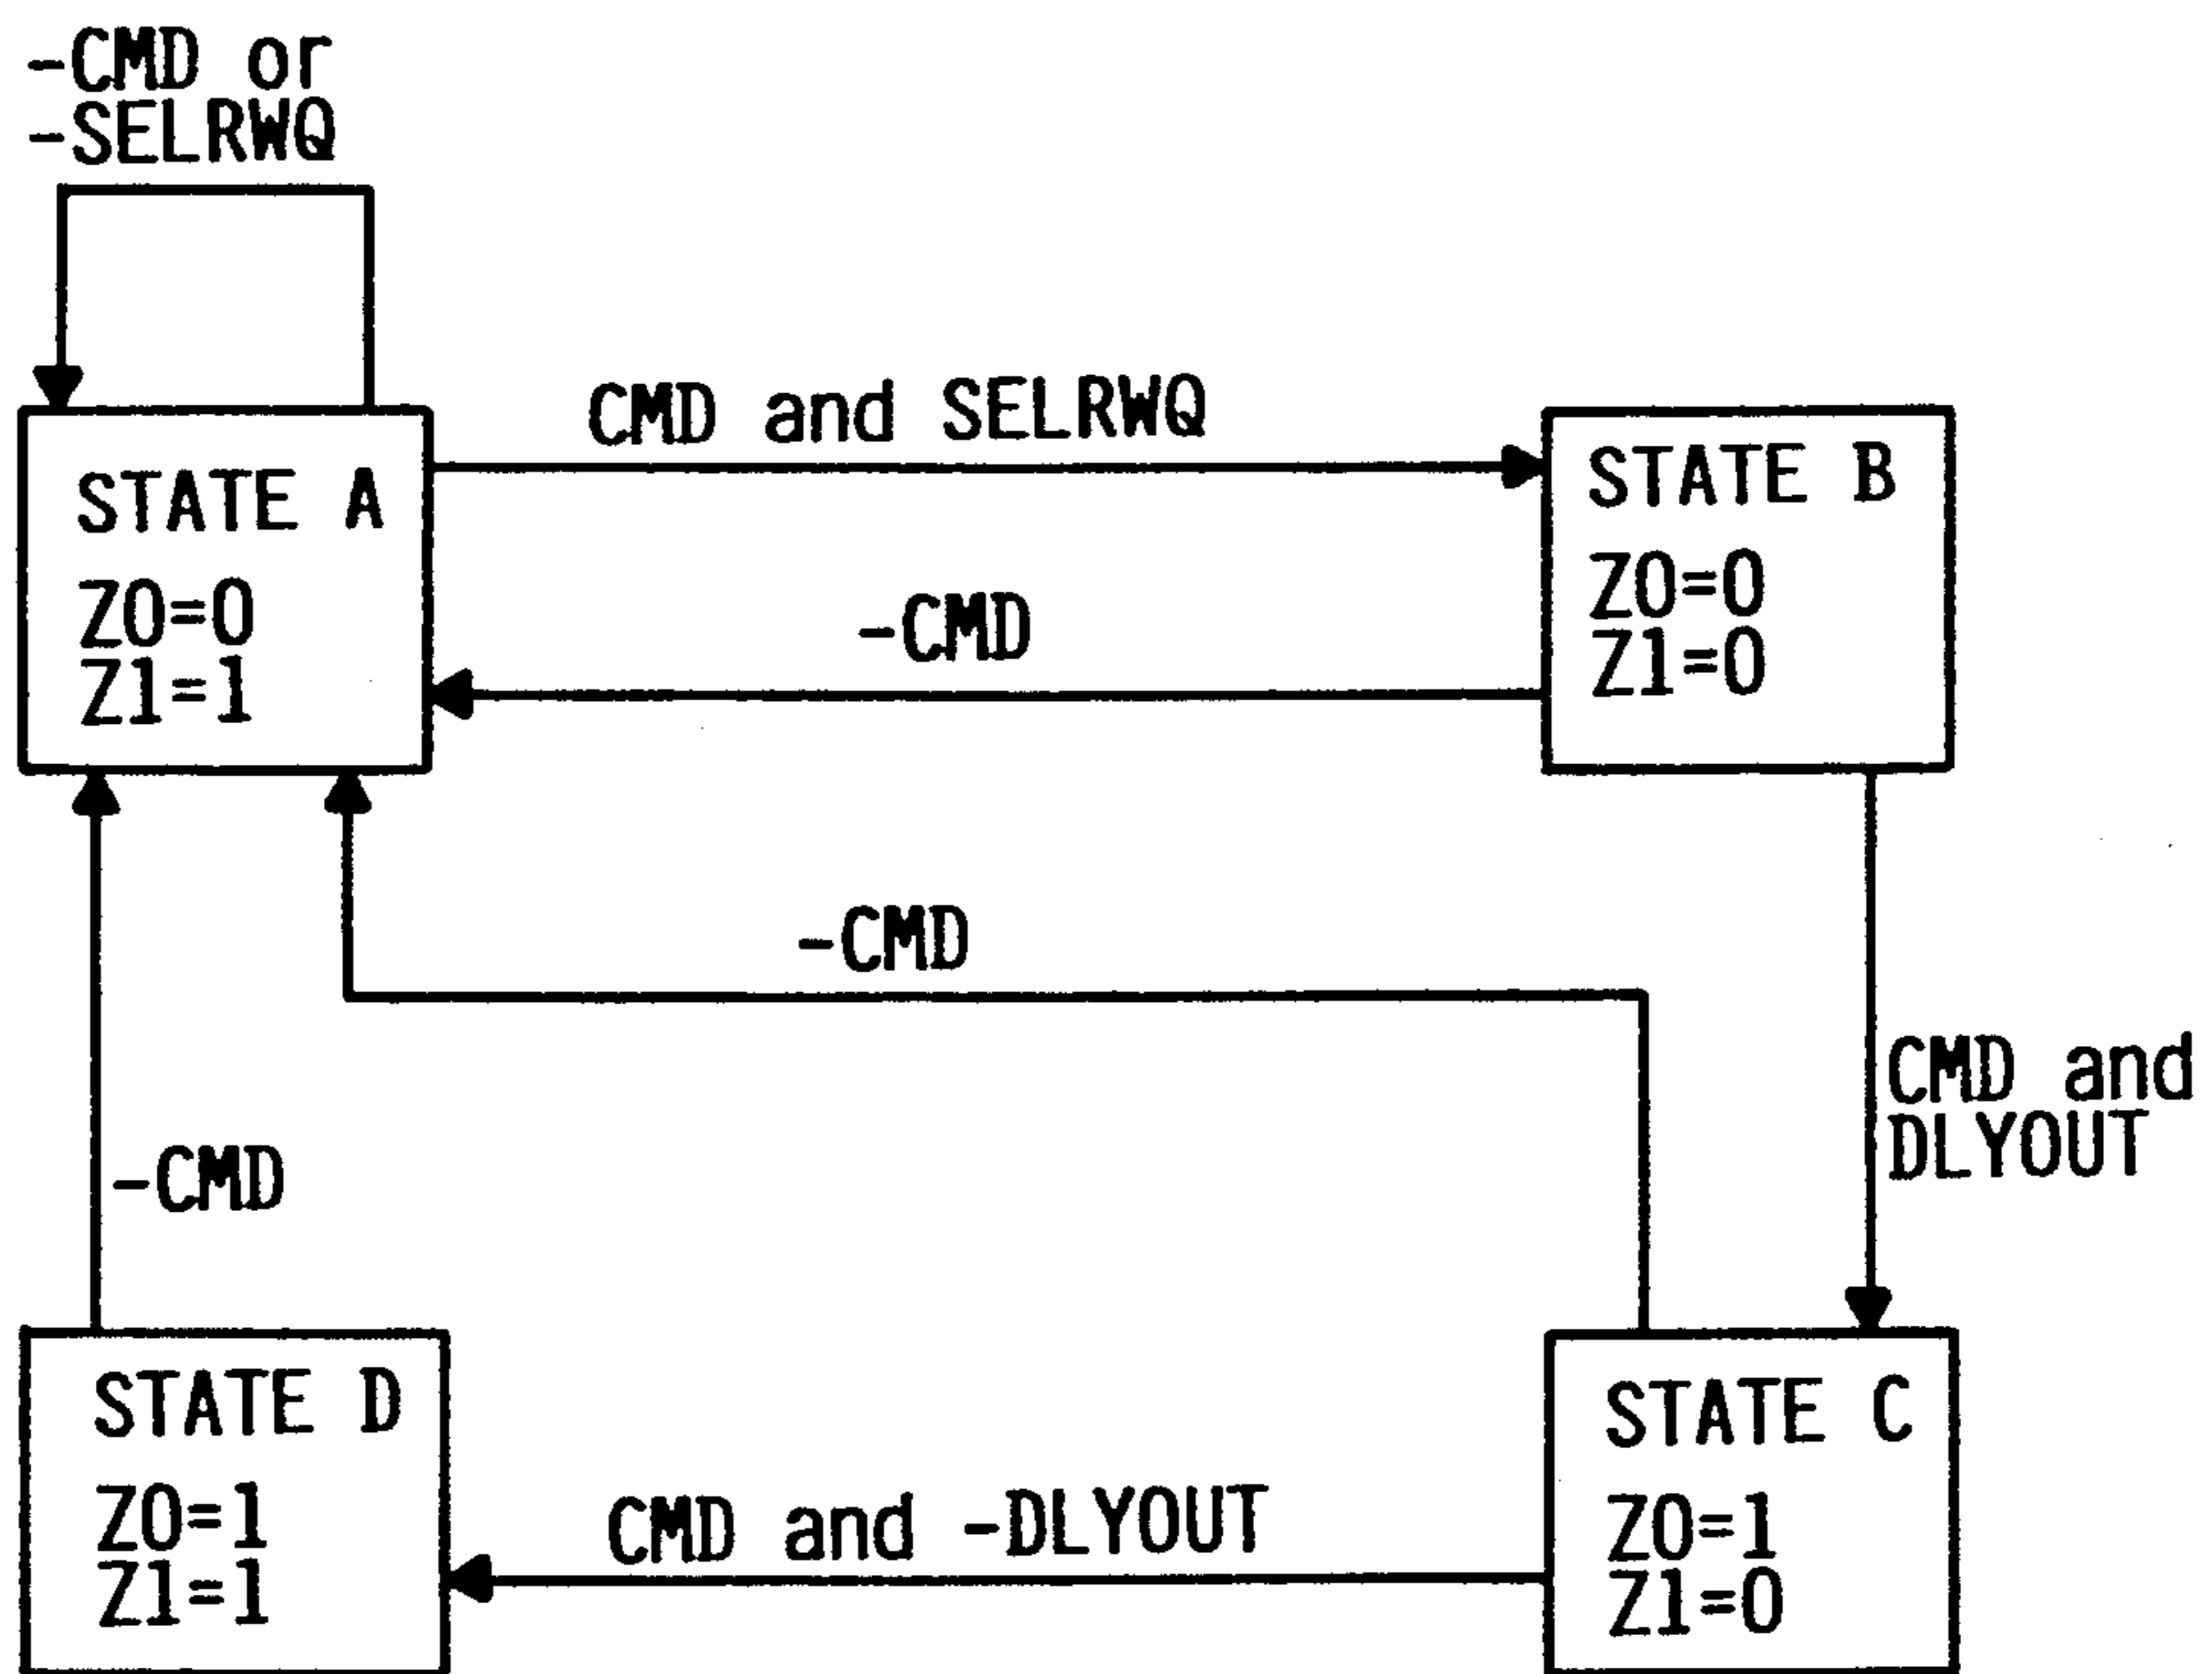 -CMD or
-SELRWQ
CMD and SELRWQ
STATE A
Z0=0
Z1=1
STATE B
Z0=0
Z1=0
-CMD
-CMD
CMD and
DLYOUT
-CMD
STATE D
Z0=1
Z1=1
CMD and -DLYOUT
STATE C
Z0=1
Z1=0